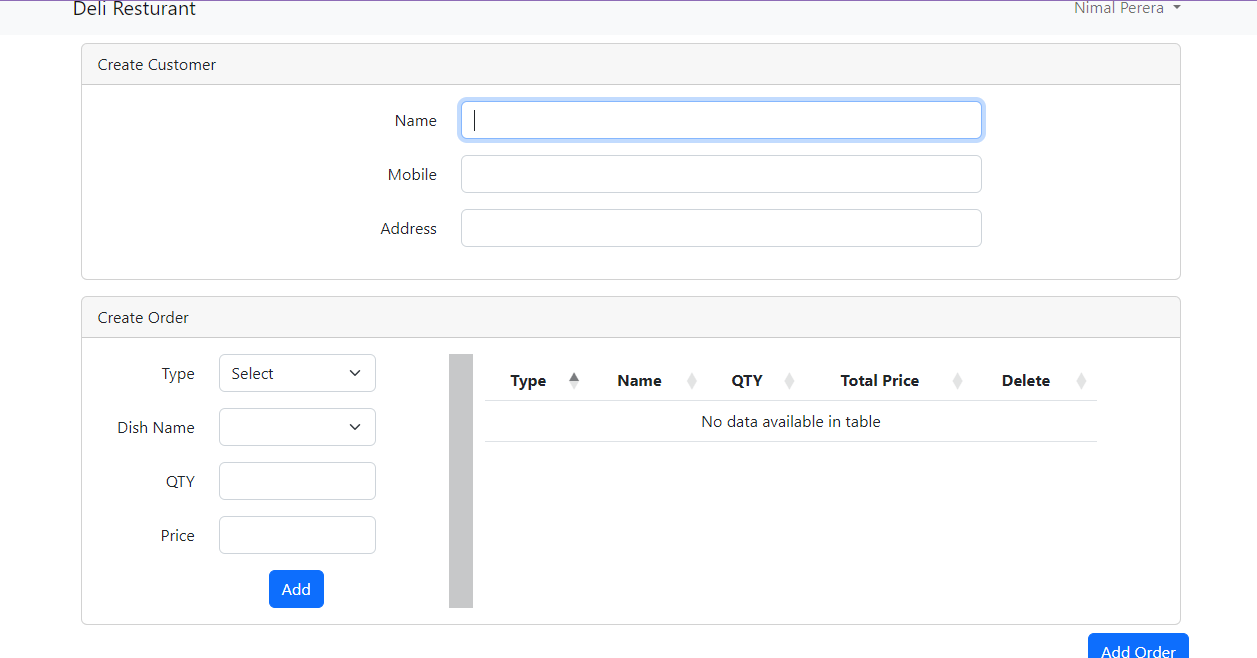 Deli Resturant
Nimal Perera
Create Customer
Name
Mobile
Address
Create Order
Type Select
Dish Name
QTY
Price
Add
Type Name QTY Total Price Delete
No data available in table
Add Order